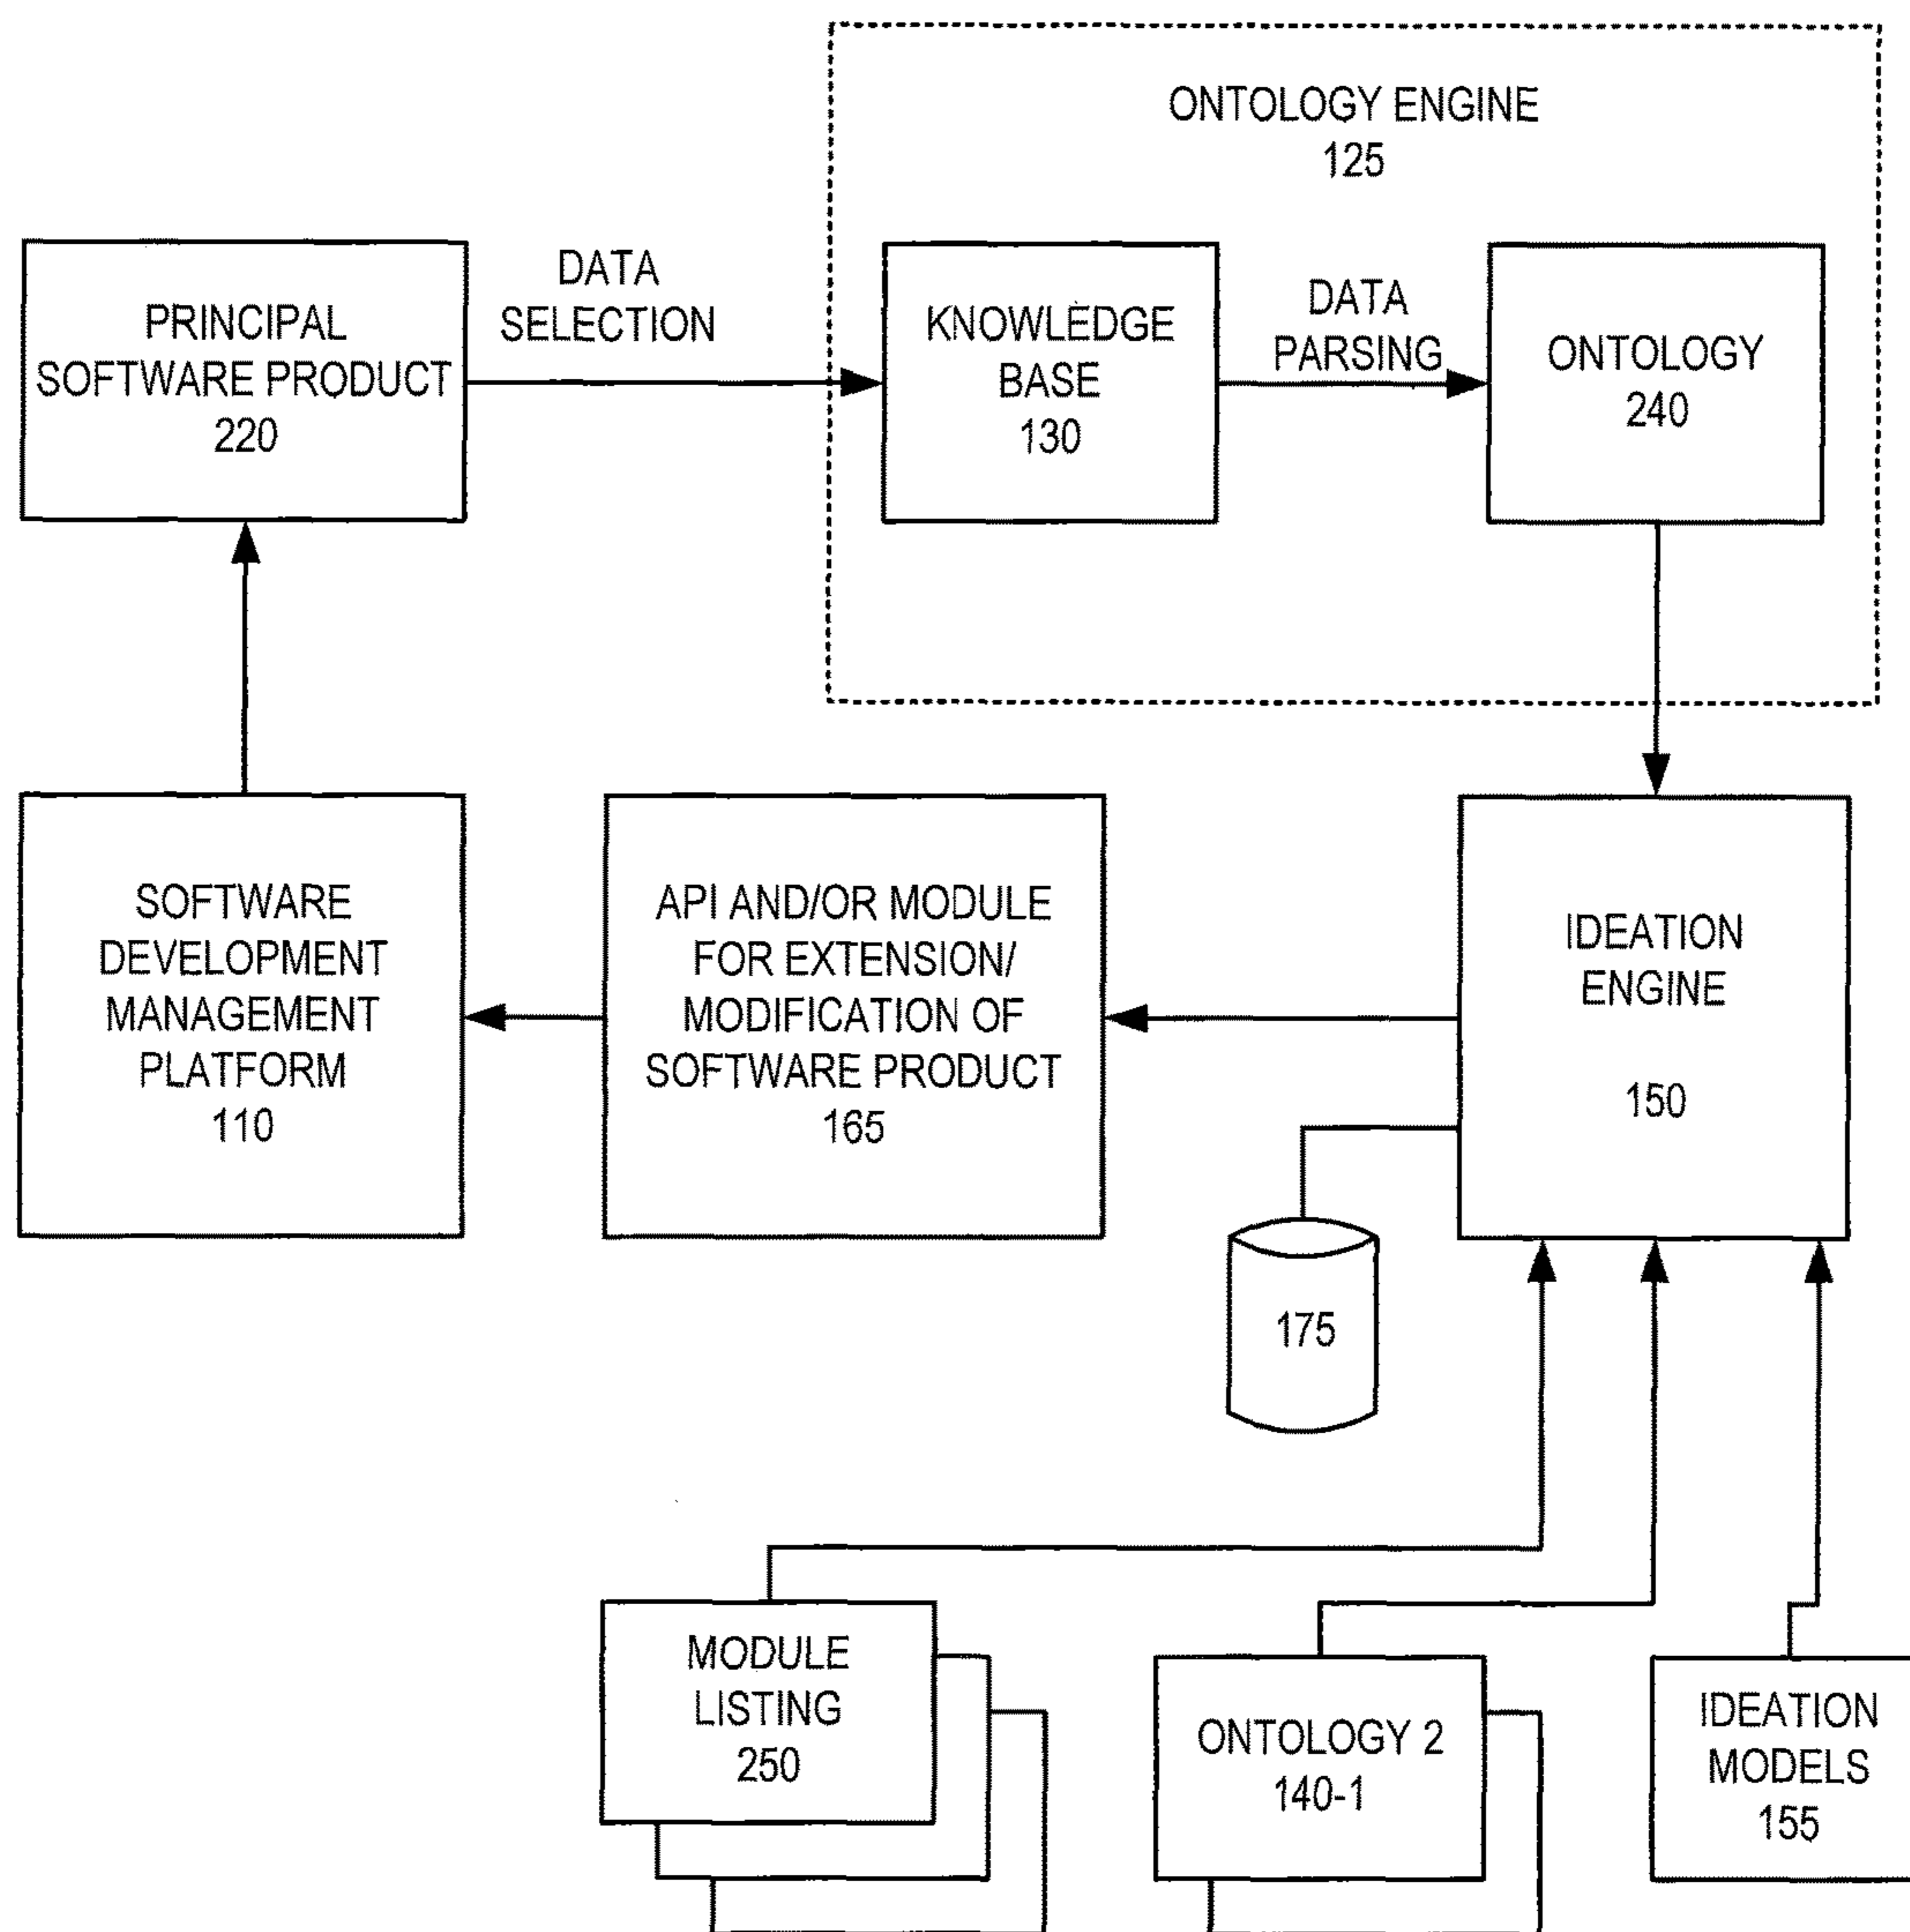 ONTOLOGY ENGINE
125
PRINCIPAL
SOFTWARE PRODUCT
220
DATA
SELECTION
KNOWLEDGE
BASE
130
DATA
PARSING
ONTOLOGY
240
SOFTWARE
DEVELOPMENT
MANAGEMENT
PLATFORM
110
API AND/OR MODULE
FOR EXTENSION/
MODIFICATION OF
SOFTWARE PRODUCT
165
IDEATION
ENGINE
150
175
MODULE
LISTING
250
ONTOLOGY 2
140-1
IDEATION
MODELS
155